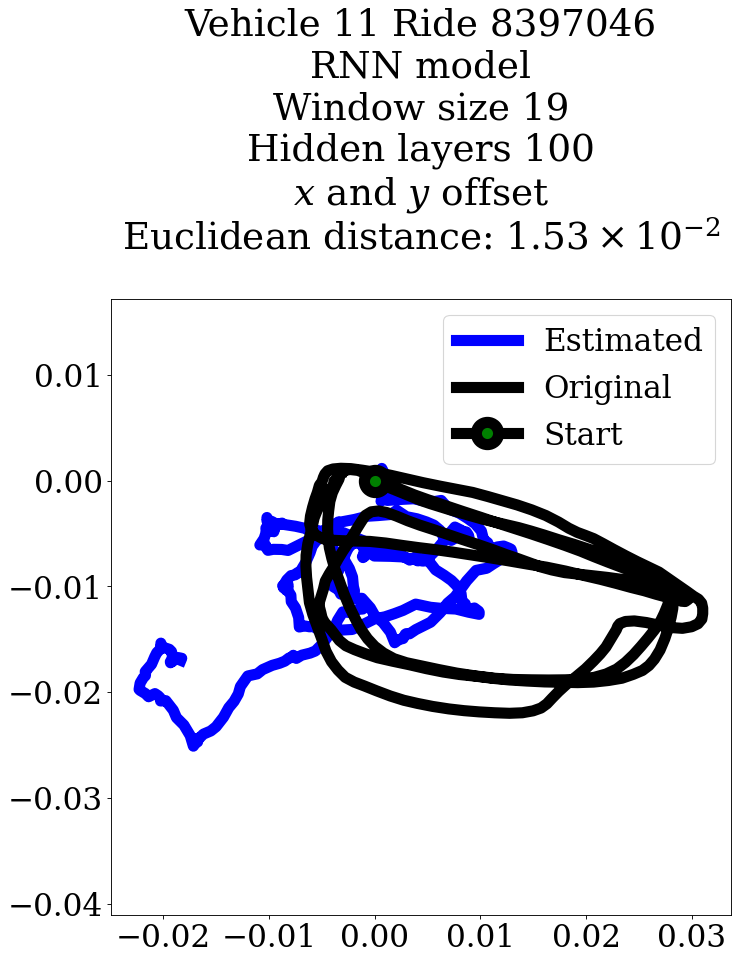 Vehicle 11 Ride 8397046
RNN model
Window size 19
Hidden layers 100
x and y offset
Euclidean distance: 1.53 × 10⁻²
Estimated
Original
Start
0.01
0.00
−0.01
−0.02
−0.03
−0.04
−0.02 −0.01 0.00 0.01 0.02 0.03